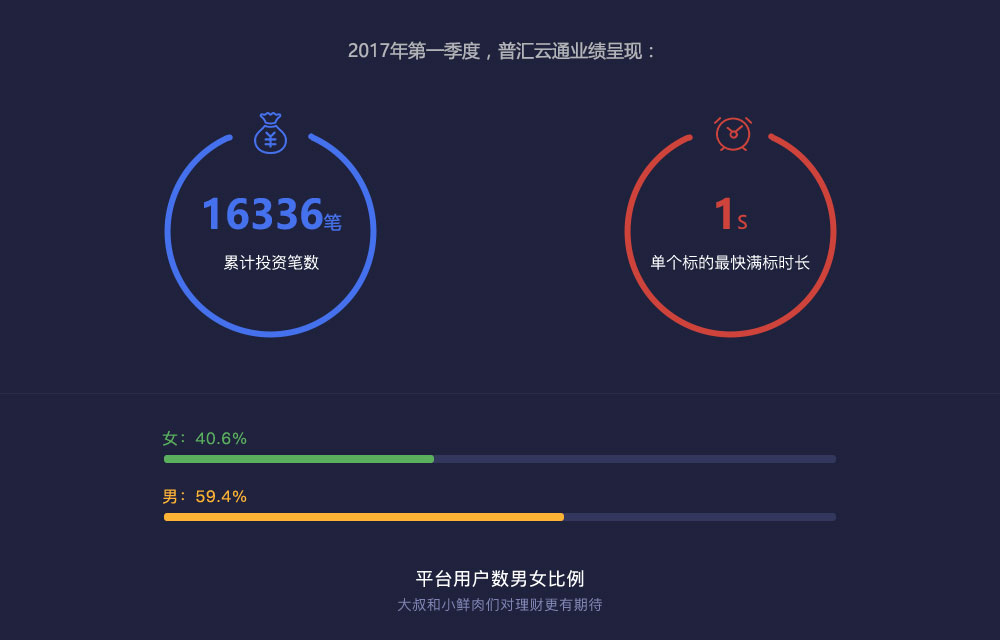 2017年第一季度，普汇云通业绩呈现：
16336笔
累计投资笔数
1s
单个标的最快满标时长
女：40.6%
男：59.4%
平台用户数男女比例
大叔和小鲜肉们对理财更有期待